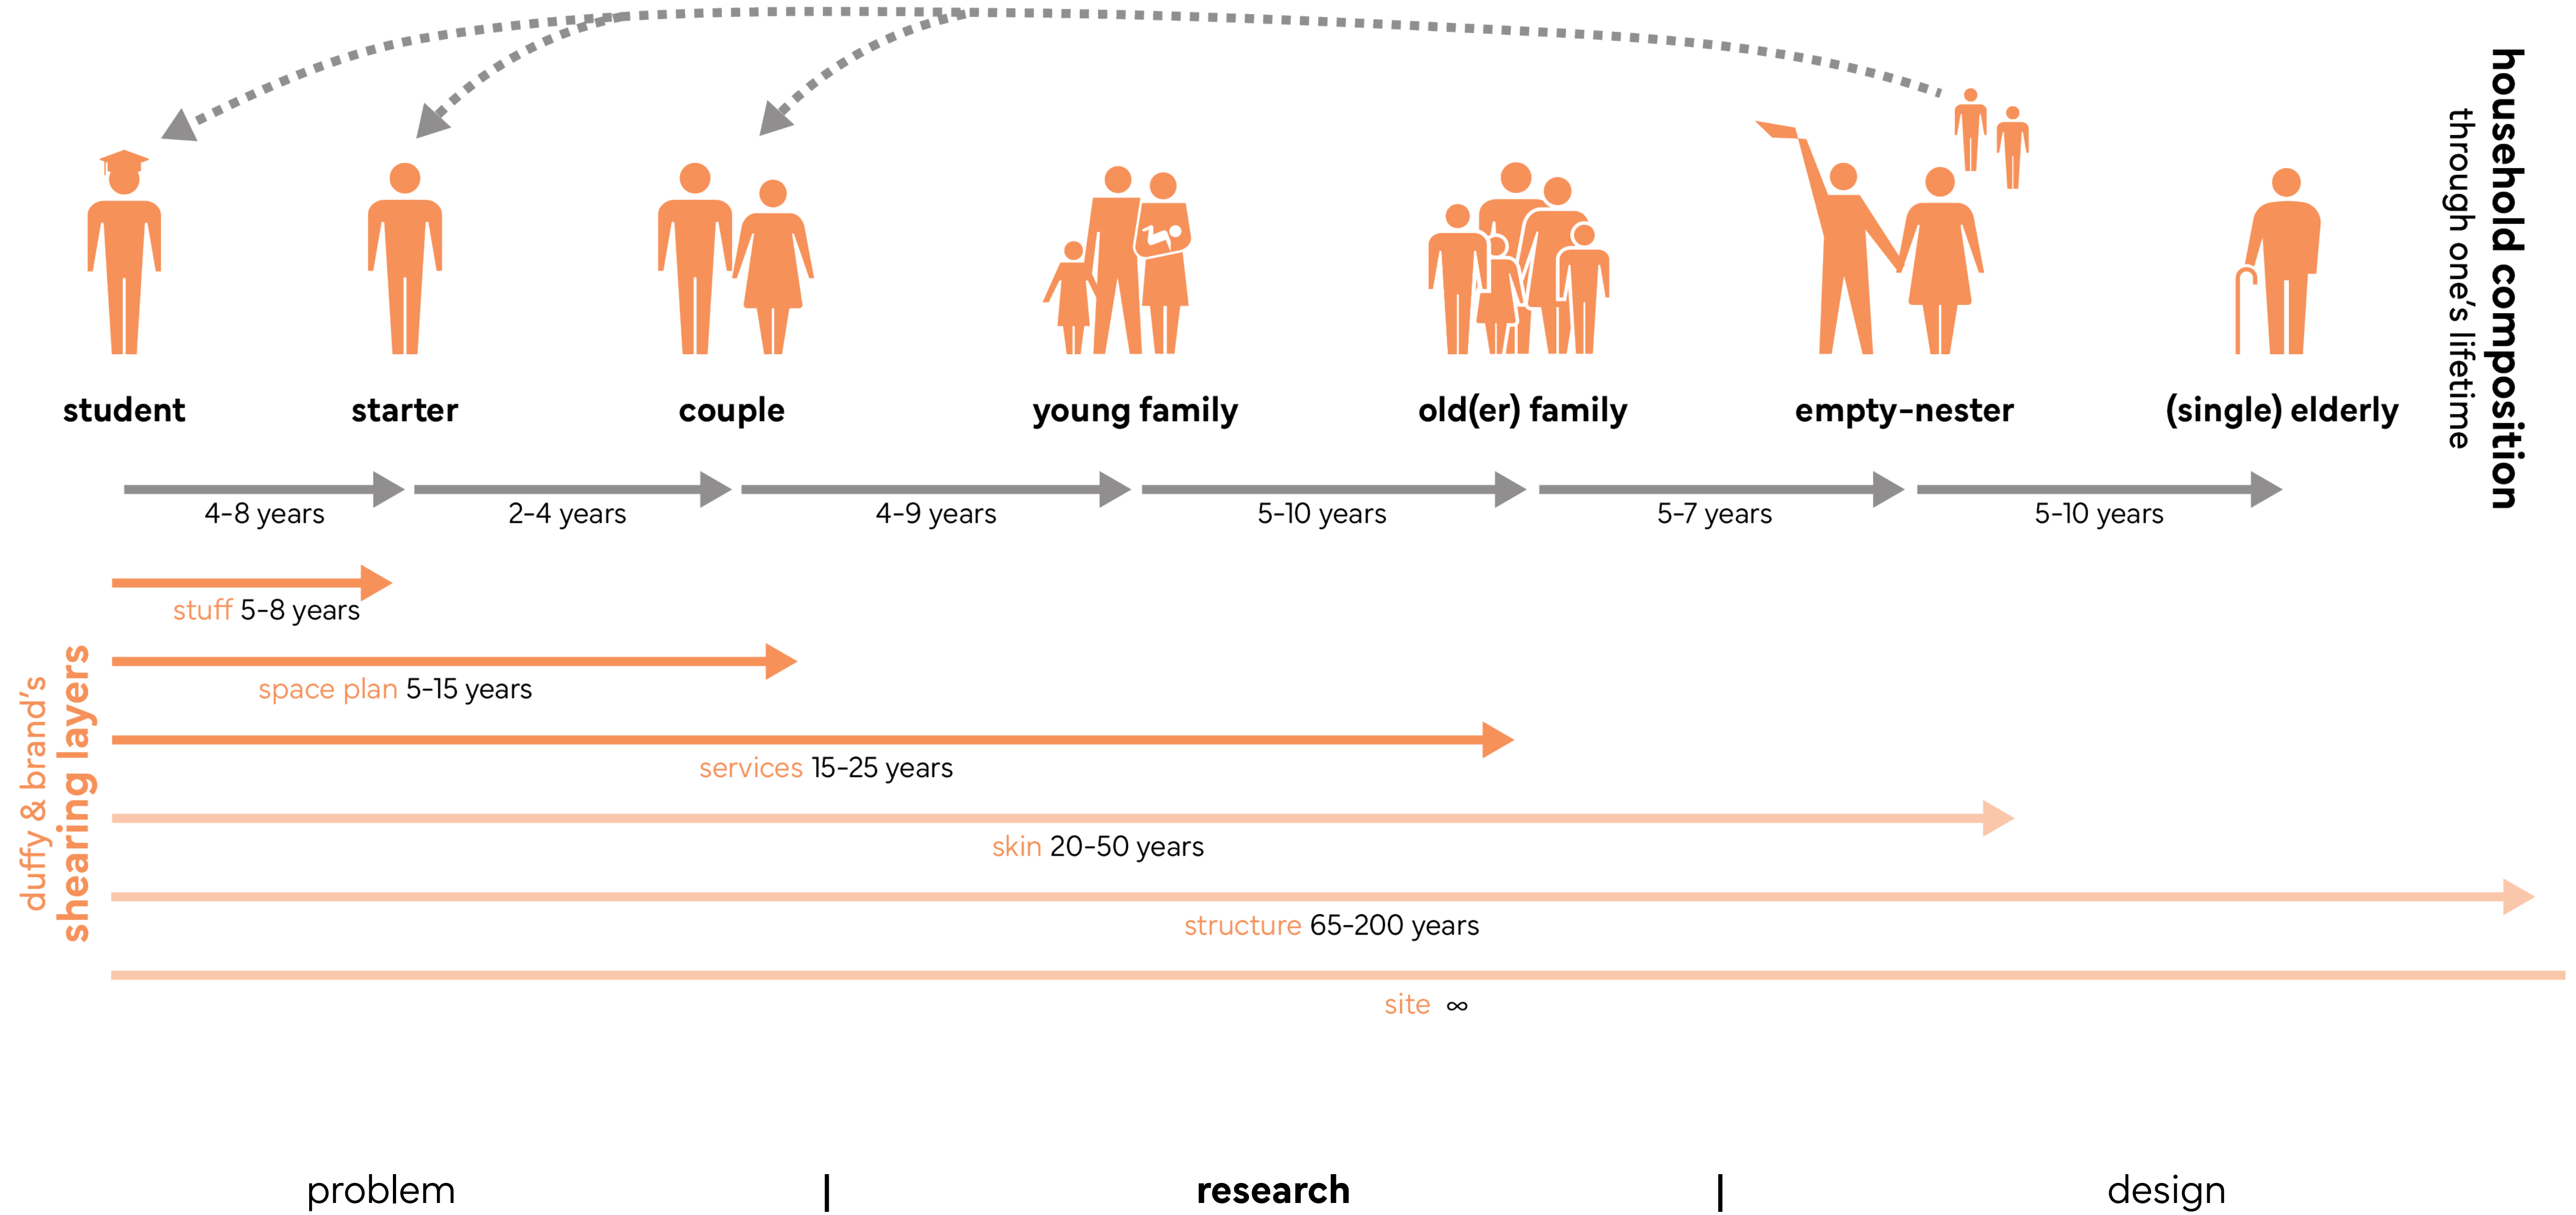 household composition
through one's lifetime
student
starter
couple
young family
old(er) family
empty-nester
(single) elderly
4-8 years
2-4 years
4-9 years
5-10 years
5-7 years
5-10 years
duffy & brand's
shearing layers
stuff 5-8 years
space plan 5-15 years
services 15-25 years
skin 20-50 years
structure 65-200 years
site ∞
problem | research | design